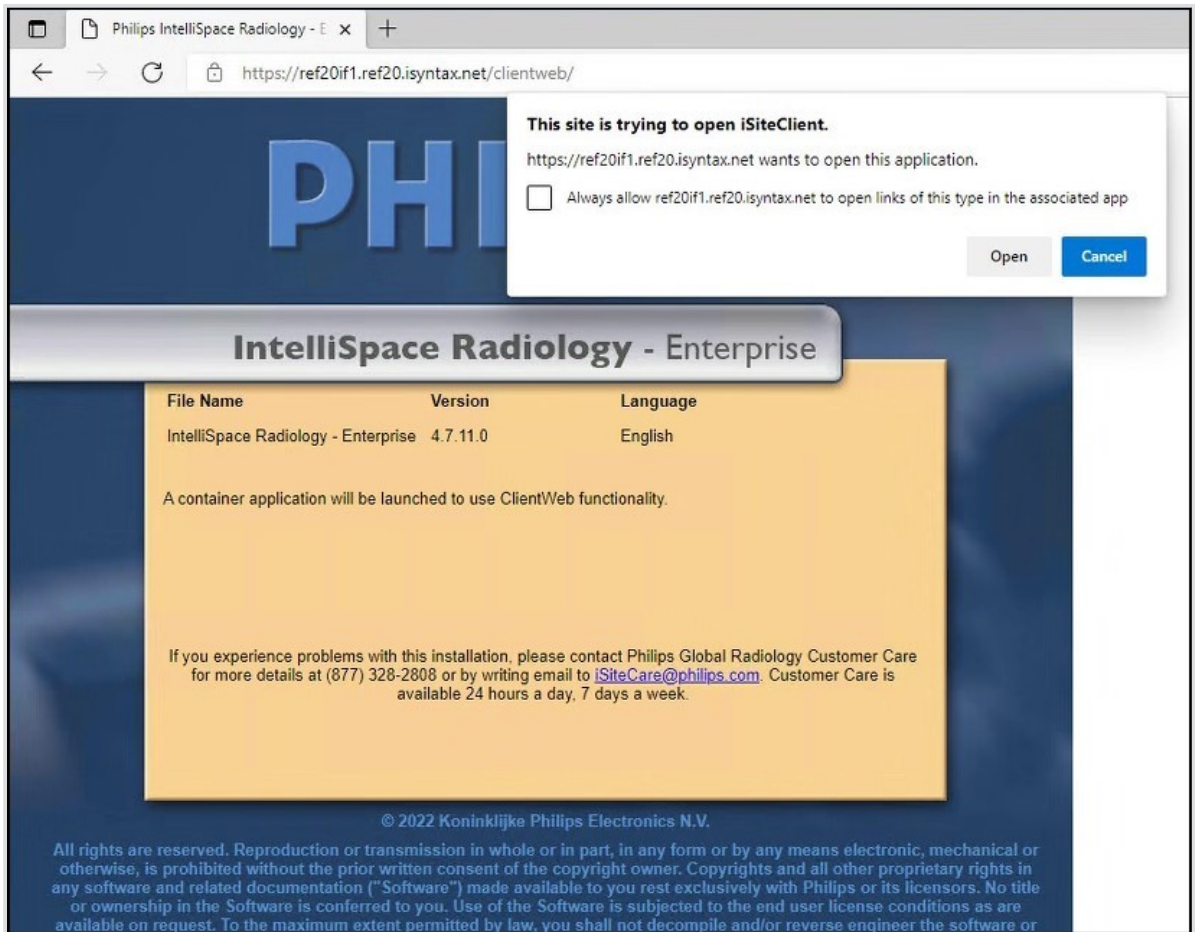 Philips IntelliSpace Radiology - E
https://ref20if1.ref20.isyntax.net/clientweb/
This site is trying to open iSiteClient.
https://ref20if1.ref20.isyntax.net wants to open this application.
Always allow ref20if1.ref20.isyntax.net to open links of this type in the associated app
Open Cancel
PHI
IntelliSpace Radiology - Enterprise
File Name Version Language
IntelliSpace Radiology - Enterprise 4.7.11.0 English
A container application will be launched to use ClientWeb functionality.
If you experience problems with this installation, please contact Philips Global Radiology Customer Care
for more details at (877) 328-2808 or by writing email to iSiteCare@philips.com. Customer Care is
available 24 hours a day, 7 days a week.
© 2022 Koninklijke Philips Electronics N.V.
All rights are reserved. Reproduction or transmission in whole or in part, in any form or by any means electronic, mechanical or
otherwise, is prohibited without the prior written consent of the copyright owner. Copyrights and all other proprietary rights in
any software and related documentation ("Software") made available to you rest exclusively with Philips or its licensors. No title
or ownership in the Software is conferred to you. Use of the Software is subjected to the end user license conditions as are
available on request. To the maximum extent permitted by law, you shall not decompile and/or reverse engineer the software or